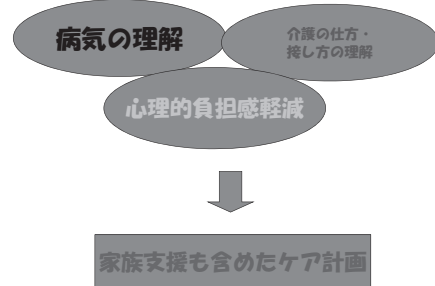 病気の理解
介護の仕方・
接し方の理解
心理的負担感軽減
家族支援も含めたケア計画